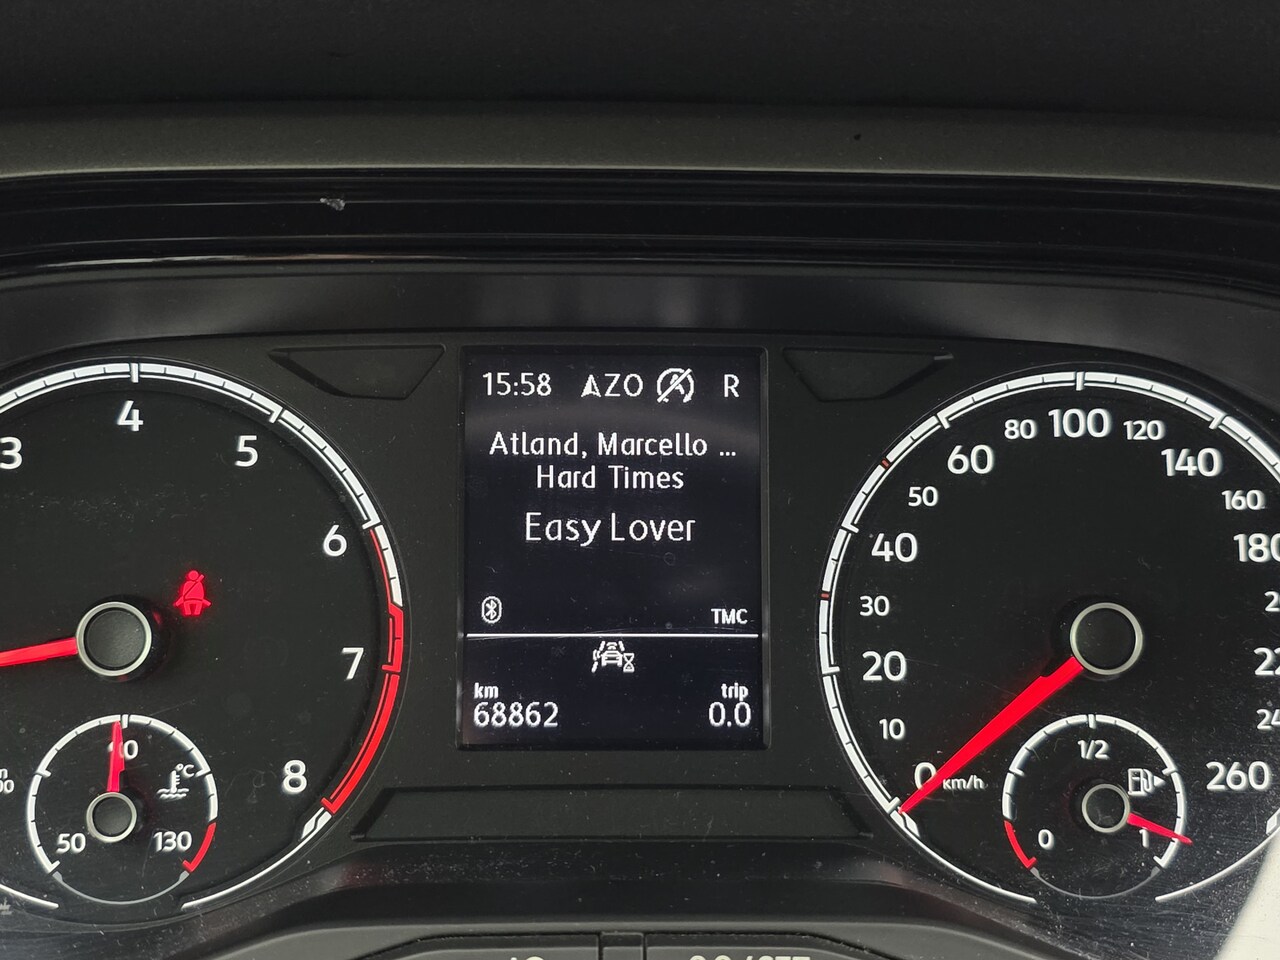 15:58 AZO R
Atland, Marcello ...
Hard Times
Easy Lover
TMC
km trip
68862 0.0
3 4 5 6 7 8
50 90 130 °C
0 10 20 30 40 50 60 80 100 120 140 160 180 260
km/h
0 1/2 1